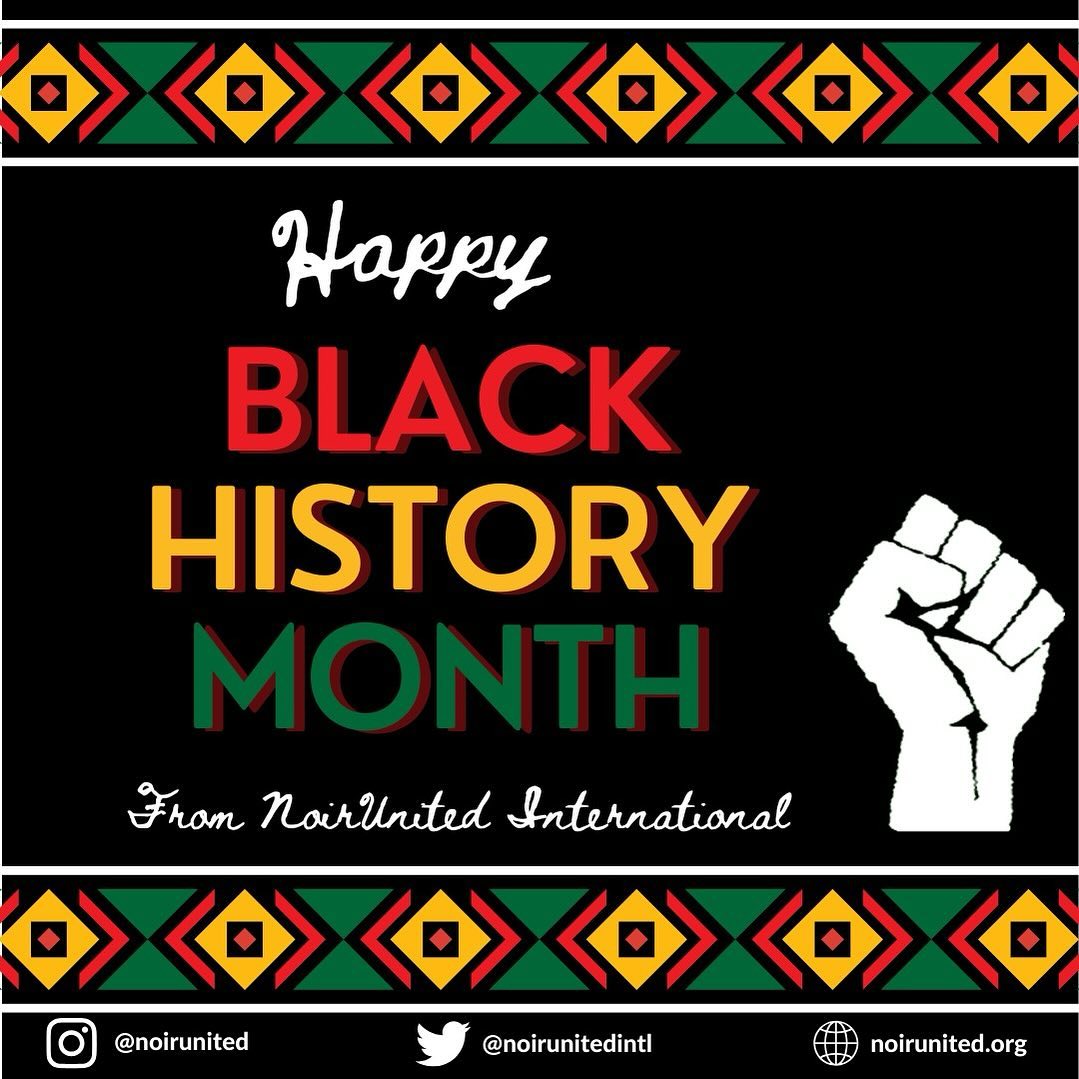 Happy
BLACK
HISTORY
MONTH
From NoirUnited International
@noirunited @noirunitedintl noirunited.org